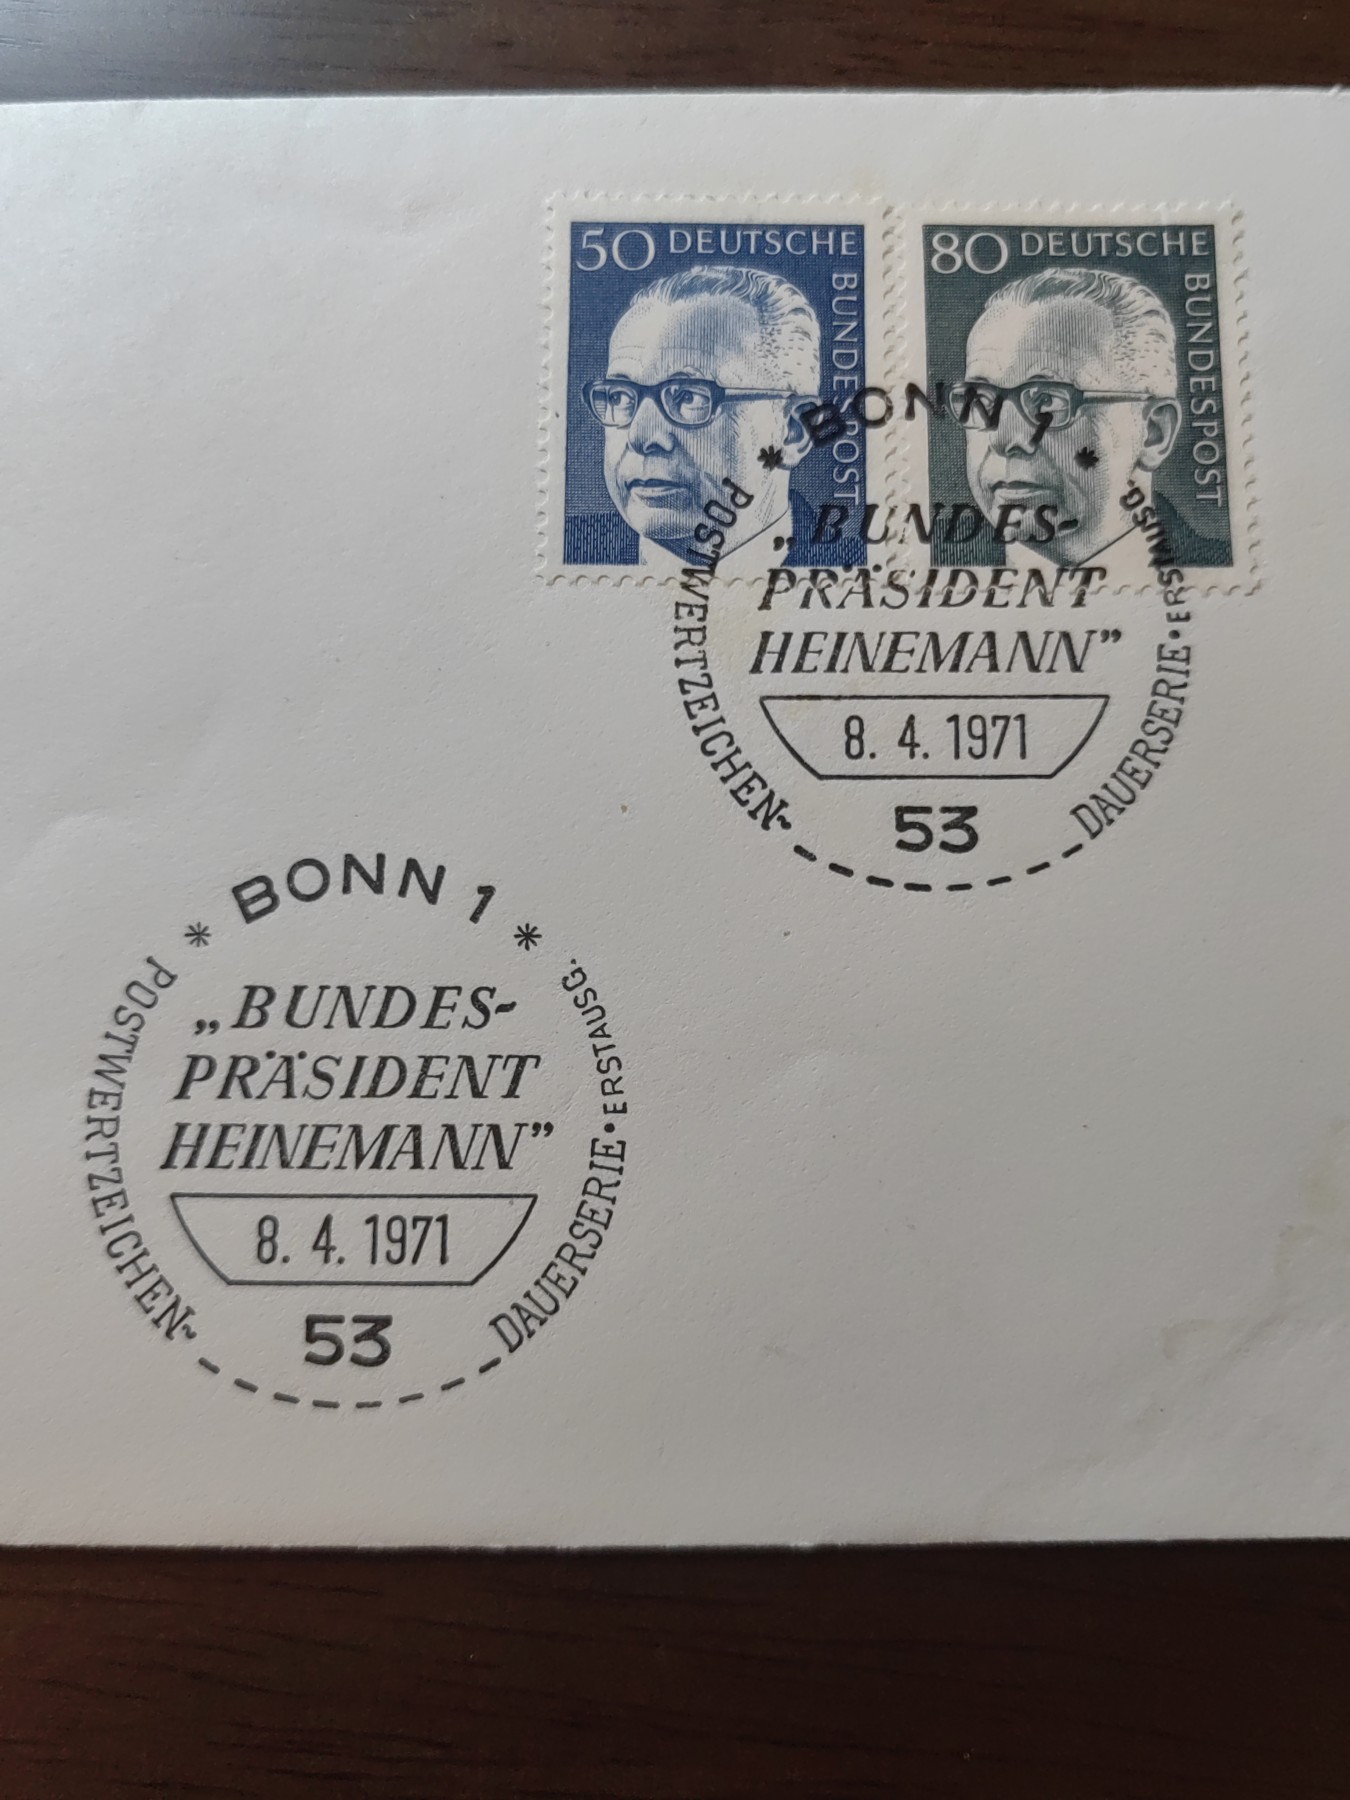 50 DEUTSCHE
BUNDESPOST
80 DEUTSCHE
BUNDESPOST
* BONN 1 *
„BUNDES-
PRÄSIDENT
HEINEMANN”
8. 4. 1971
53
POSTWERTZEICHEN-
DAUERSERIE • ERSTAUSG.
* BONN 1 *
„BUNDES-
PRÄSIDENT
HEINEMANN”
8. 4. 1971
53
POSTWERTZEICHEN-
DAUERSERIE • ERSTAUSG.